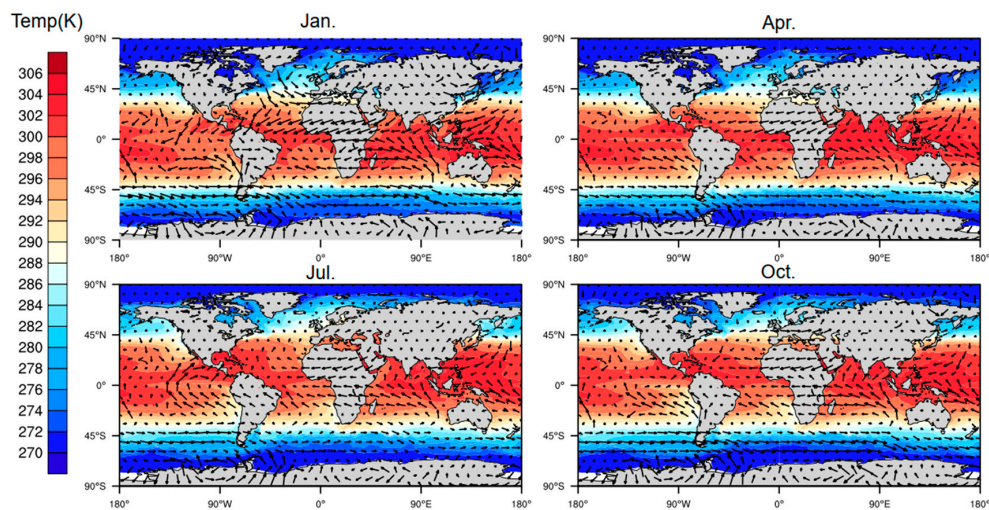 Temp(K)
306
304
302
300
298
296
294
292
290
288
286
284
282
280
278
276
274
272
270
Jan.
90°N
45°N
0°
45°S
90°S
180° 90°W 0° 90°E 180°
Apr.
90°N
45°N
0°
45°S
90°S
180° 90°W 0° 90°E 180°
Jul.
90°N
45°N
0°
45°S
90°S
180° 90°W 0° 90°E 180°
Oct.
90°N
45°N
0°
45°S
90°S
180° 90°W 0° 90°E 180°